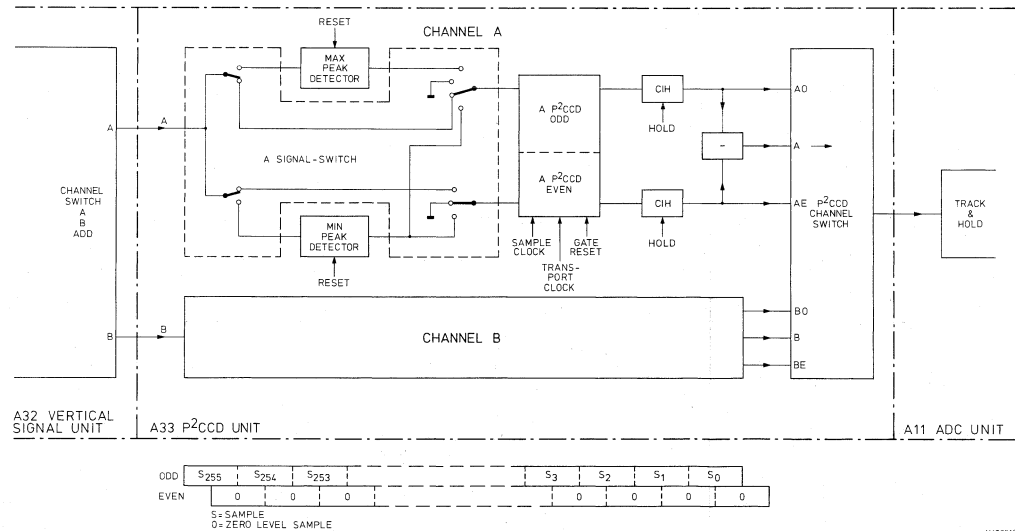 RESET
CHANNEL A
MAX
PEAK
DETECTOR
A
A
A SIGNAL-SWITCH
MIN
PEAK
DETECTOR
RESET
A P²CCD
ODD
A P²CCD
EVEN
SAMPLE
CLOCK
TRANS-
PORT
CLOCK
GATE
RESET
CIH
HOLD
CIH
HOLD
-
AO
A
AE
P²CCD
CHANNEL
SWITCH
TRACK
&
HOLD
CHANNEL
SWITCH
A
B
ADD
B
B
CHANNEL B
BO
B
BE
A32 VERTICAL
SIGNAL UNIT
A33 P²CCD UNIT
A11 ADC UNIT
ODD S255 S254 S253 S3 S2 S1 S0
EVEN 0 0 0 0 0 0 0
S=SAMPLE
0=ZERO LEVEL SAMPLE